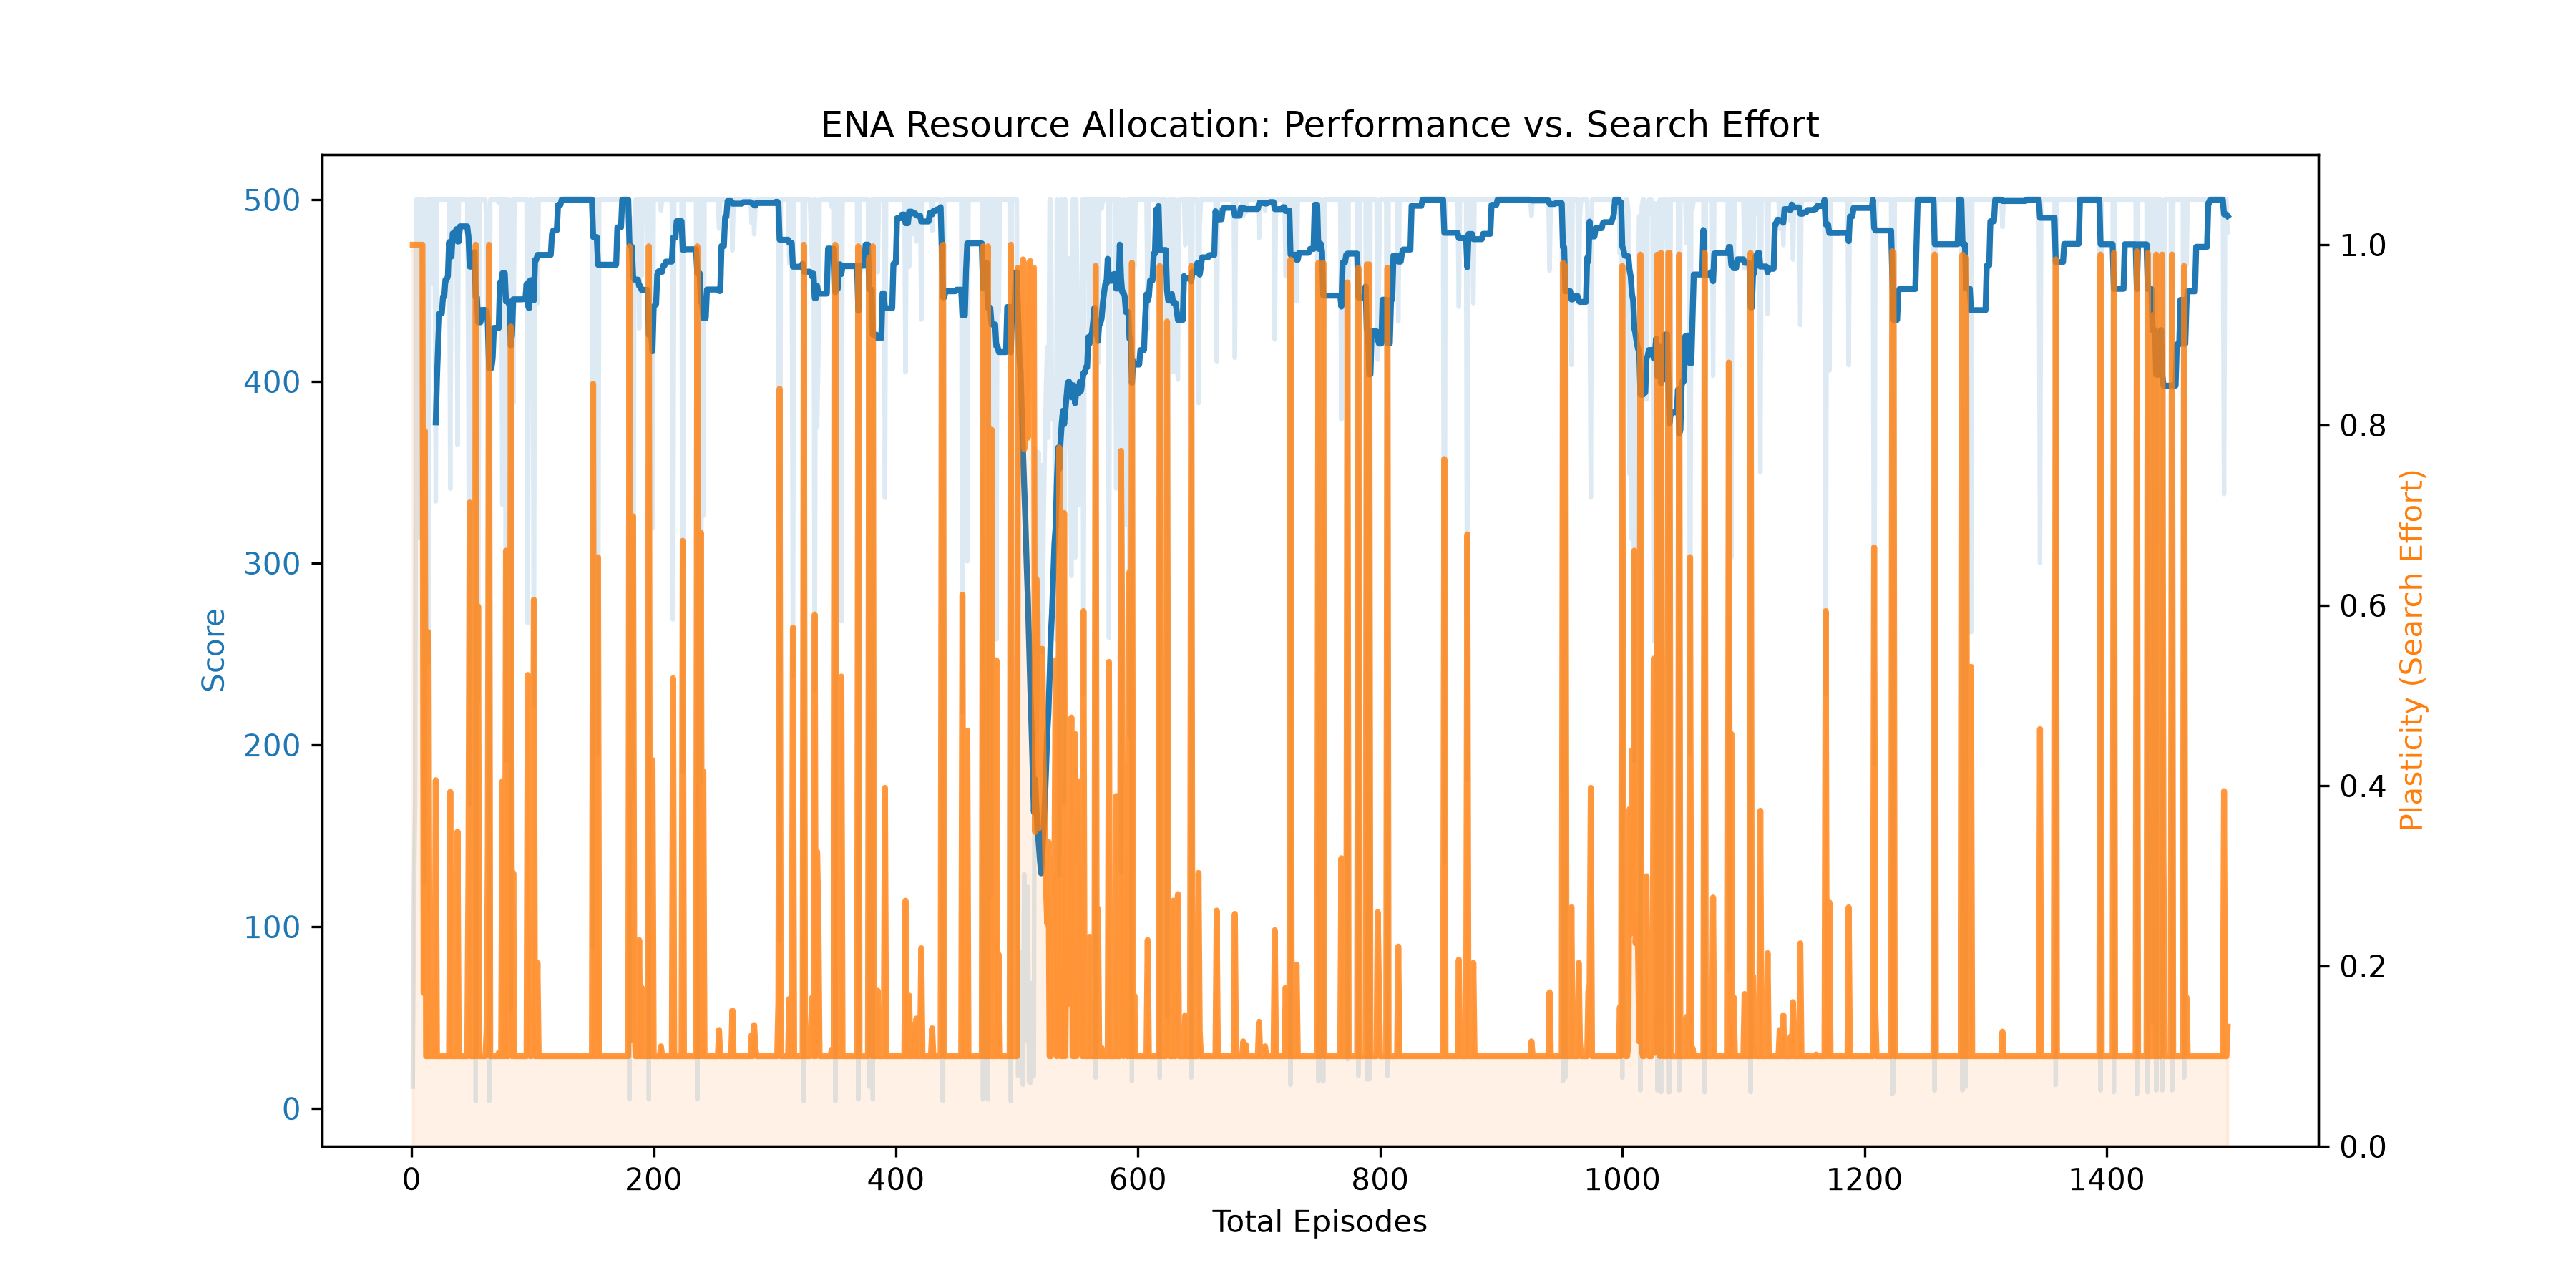 ENA Resource Allocation: Performance vs. Search Effort
500
400
300
200
100
0
Score
1.0
0.8
0.6
0.4
0.2
0.0
Plasticity (Search Effort)
0 200 400 600 800 1000 1200 1400
Total Episodes